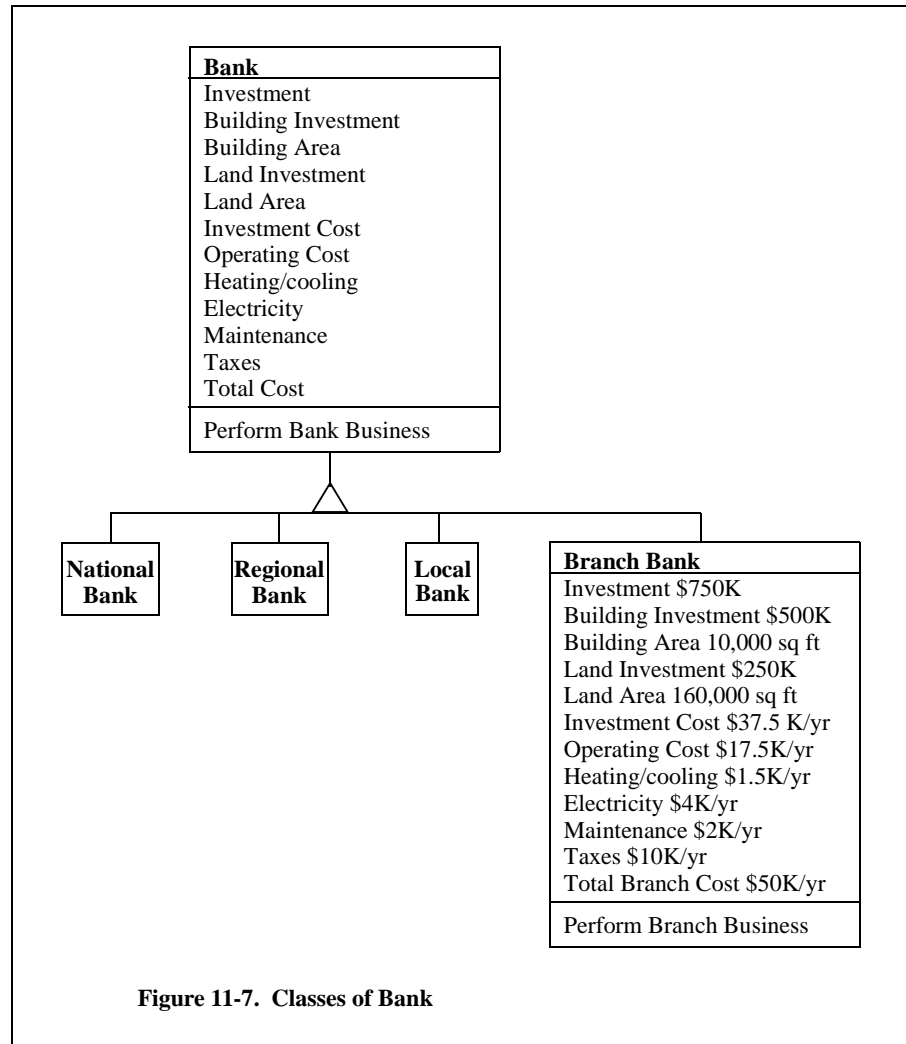 Bank
Investment
Building Investment
Building Area
Land Investment
Land Area
Investment Cost
Operating Cost
Heating/cooling
Electricity
Maintenance
Taxes
Total Cost
Perform Bank Business
National
Bank
Regional
Bank
Local
Bank
Branch Bank
Investment $750K
Building Investment $500K
Building Area 10,000 sq ft
Land Investment $250K
Land Area 160,000 sq ft
Investment Cost $37.5 K/yr
Operating Cost $17.5K/yr
Heating/cooling $1.5K/yr
Electricity $4K/yr
Maintenance $2K/yr
Taxes $10K/yr
Total Branch Cost $50K/yr
Perform Branch Business
Figure 11-7. Classes of Bank